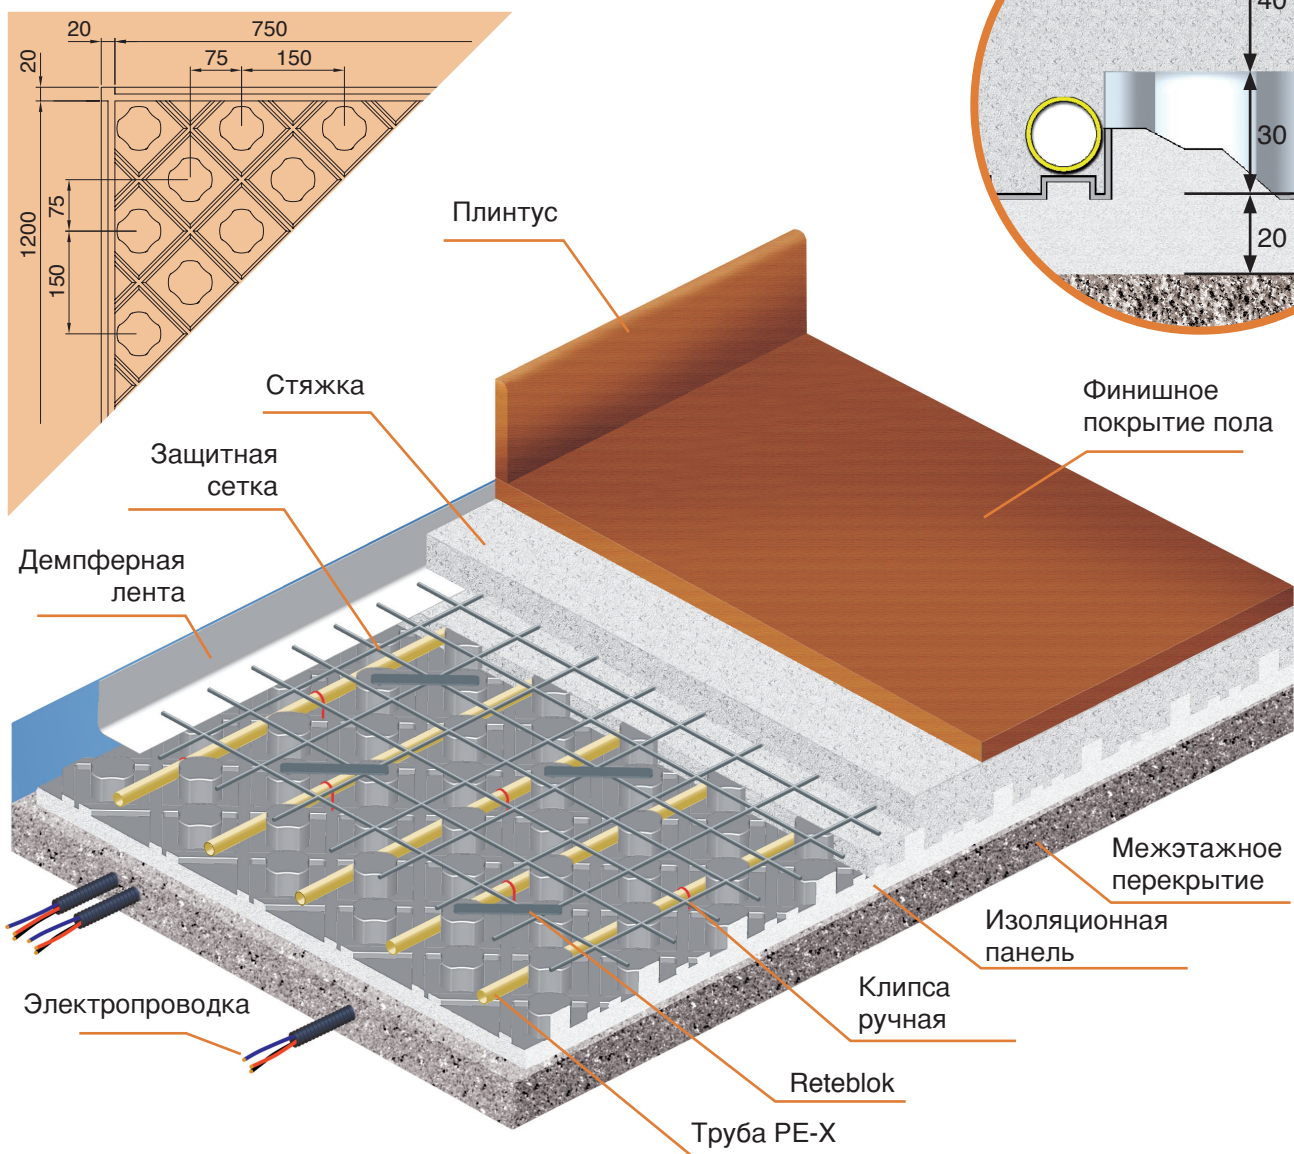 20
750
75
150
20
1200
75
150
40
30
20
Плинтус
Стяжка
Защитная
сетка
Демпферная
лента
Финишное
покрытие пола
Межэтажное
перекрытие
Изоляционная
панель
Клипса
ручная
Электропроводка
Reteblok
Труба PE-X